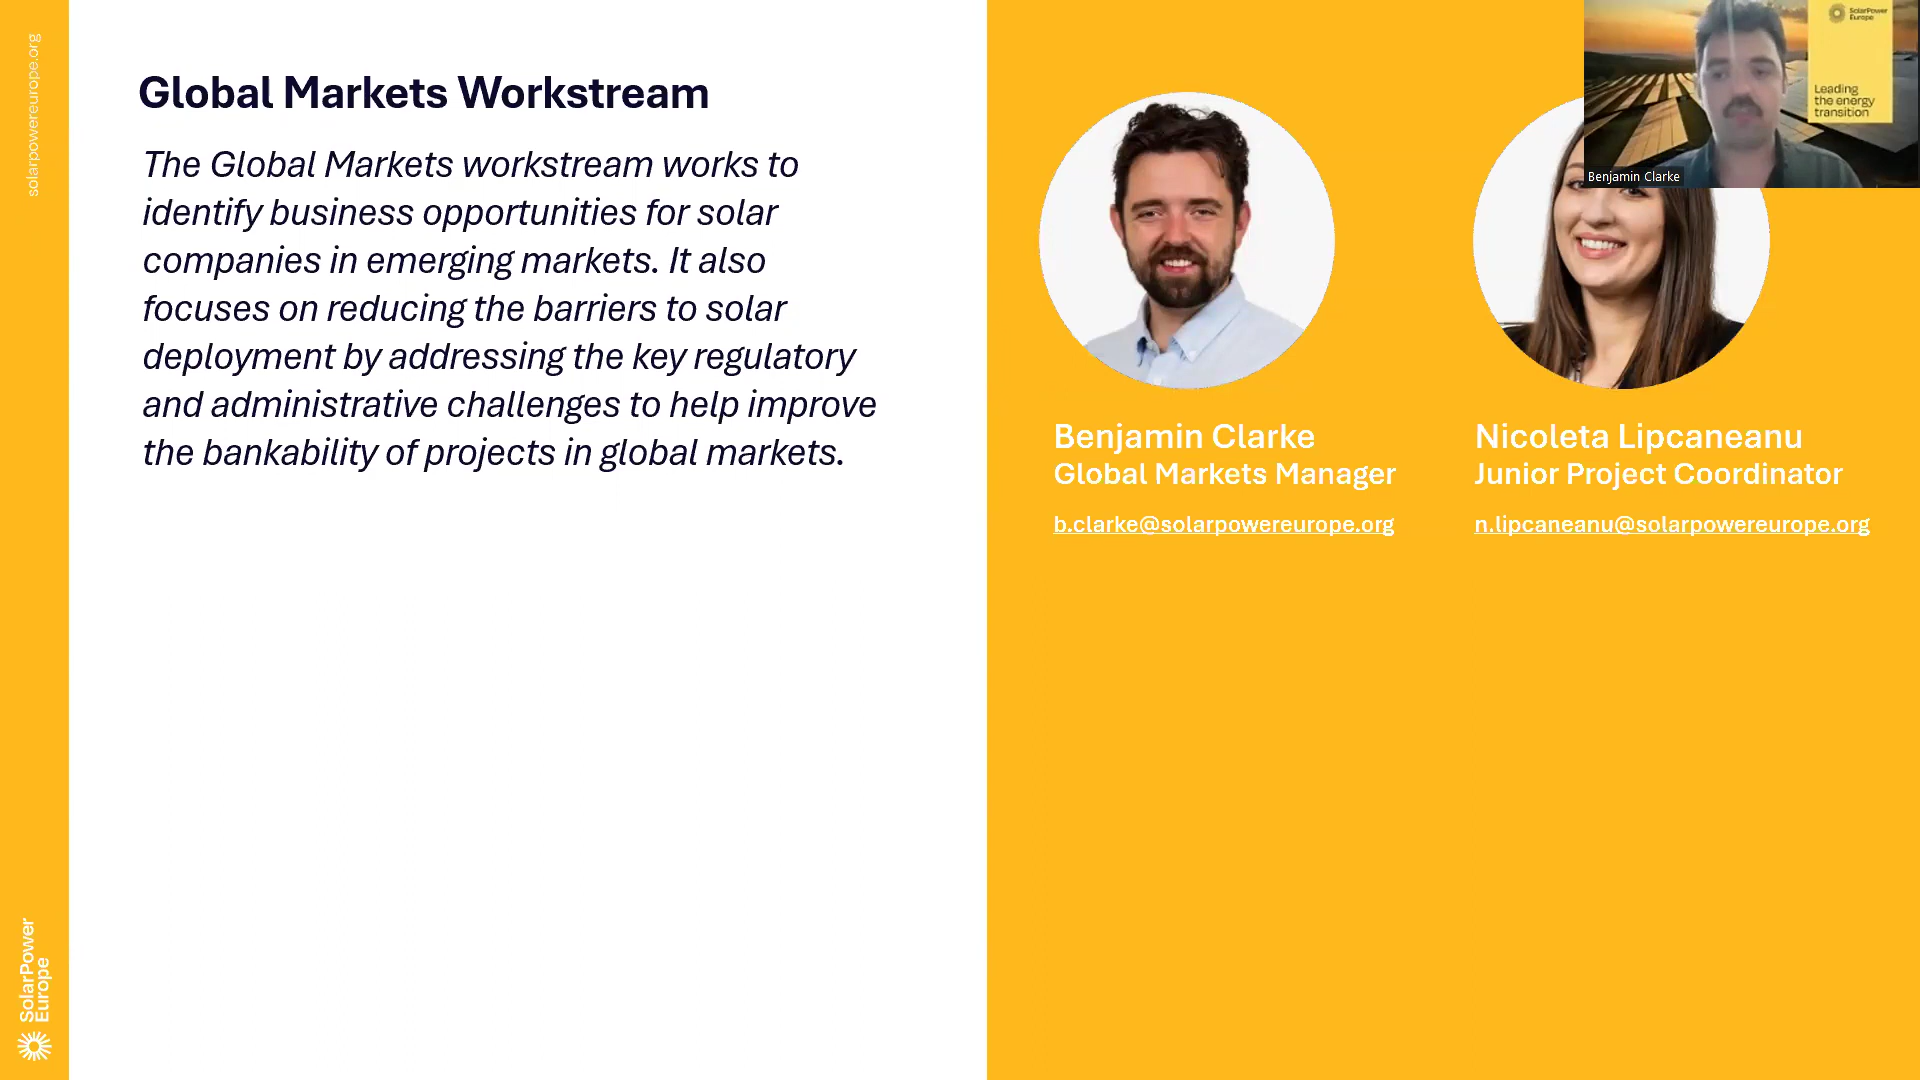 solarpowereurope.org
Global Markets Workstream
The Global Markets workstream works to
identify business opportunities for solar
companies in emerging markets. It also
focuses on reducing the barriers to solar
deployment by addressing the key regulatory
and administrative challenges to help improve
the bankability of projects in global markets.
SolarPower
Europe
SolarPower
Europe
Leading
the energy
transition
Benjamin Clarke
Benjamin Clarke
Global Markets Manager
b.clarke@solarpowereurope.org
Nicoleta Lipcaneanu
Junior Project Coordinator
n.lipcaneanu@solarpowereurope.org